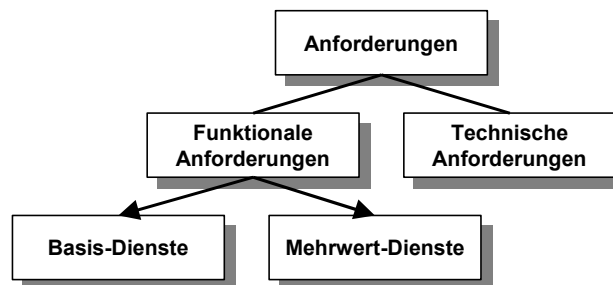 Anforderungen
Funktionale
Anforderungen
Technische
Anforderungen
Basis-Dienste
Mehrwert-Dienste